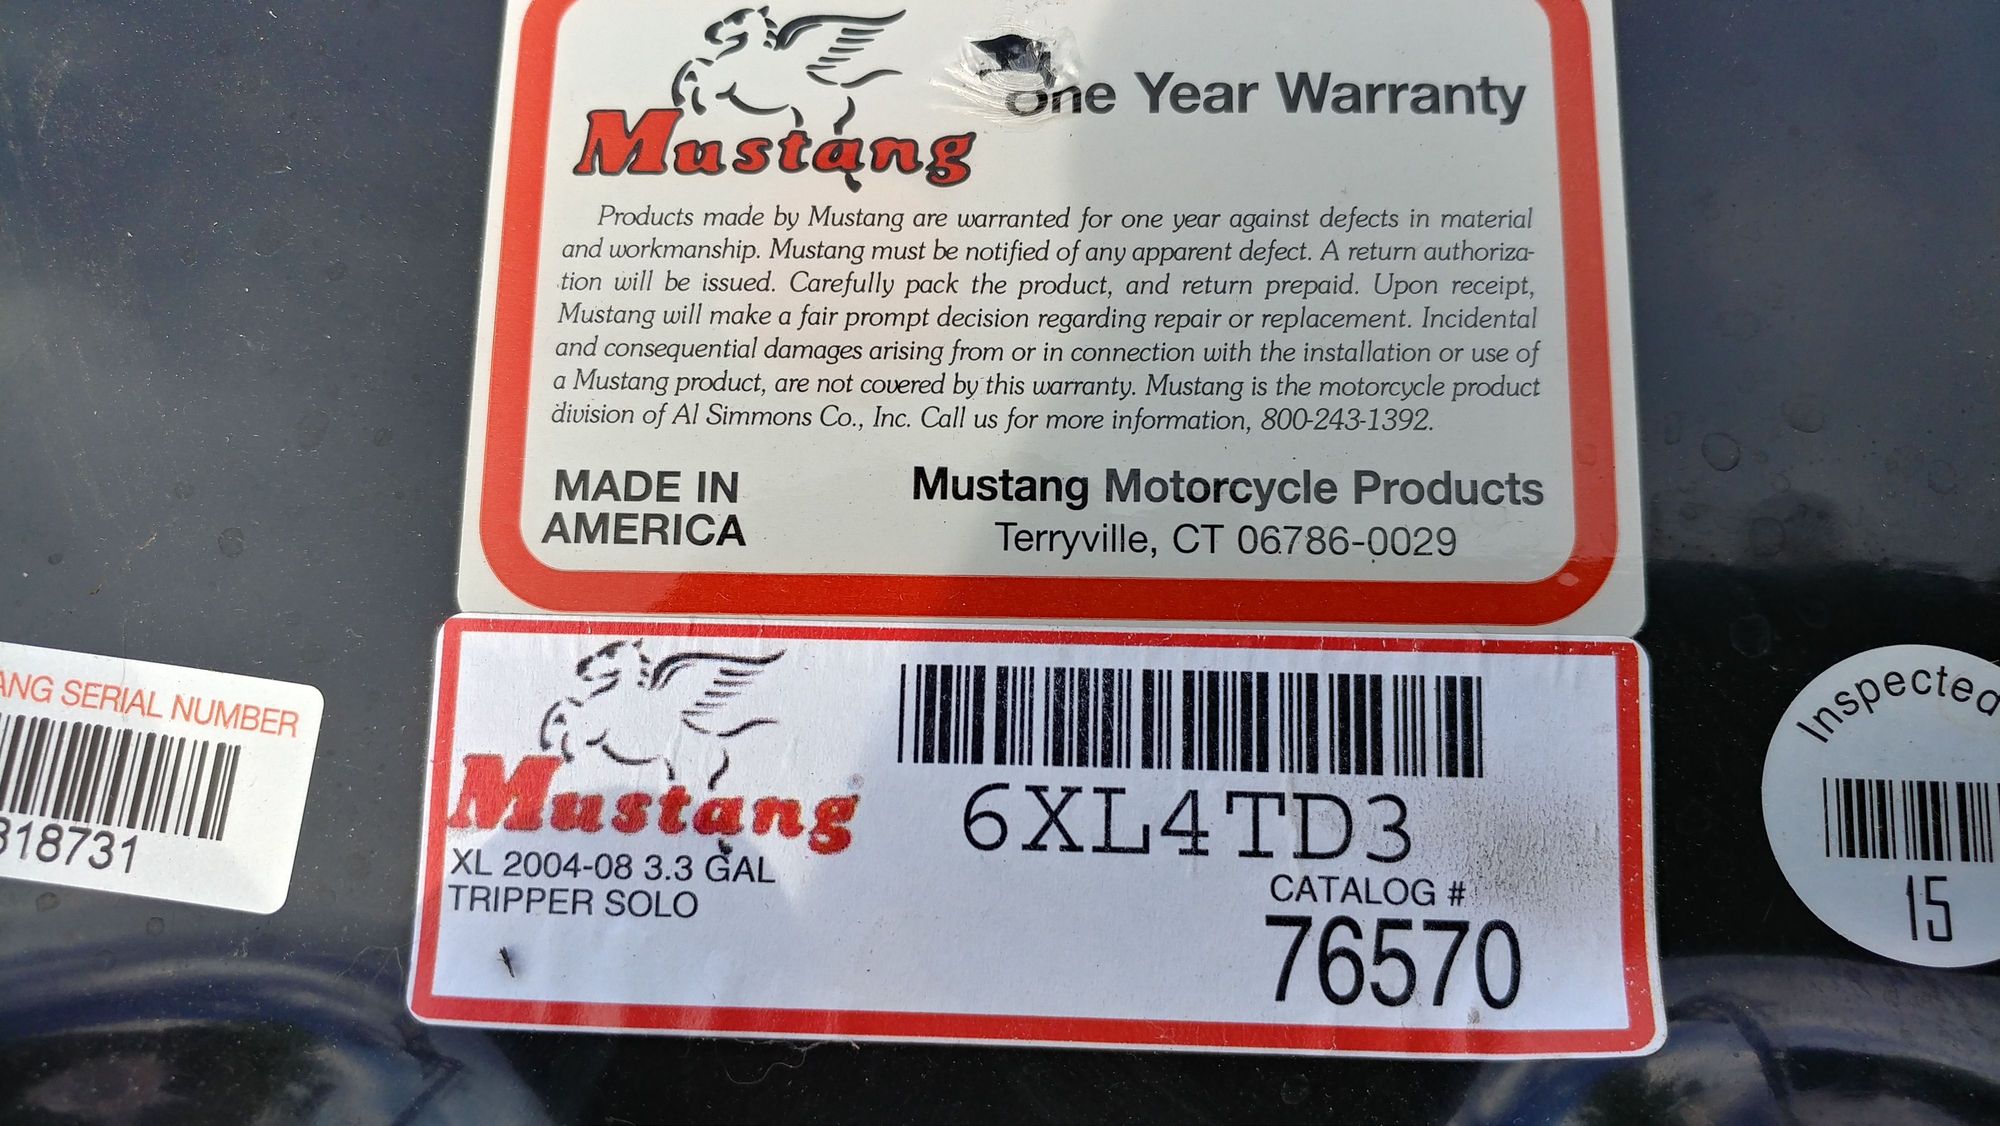 Mustang
One Year Warranty
Products made by Mustang are warranted for one year against defects in material
and workmanship. Mustang must be notified of any apparent defect. A return authoriza-
tion will be issued. Carefully pack the product, and return prepaid. Upon receipt,
Mustang will make a fair prompt decision regarding repair or replacement. Incidental
and consequential damages arising from or in connection with the installation or use of
a Mustang product, are not covered by this warranty. Mustang is the motorcycle product
division of Al Simmons Co., Inc. Call us for more information, 800-243-1392.
MADE IN
AMERICA
Mustang Motorcycle Products
Terryville, CT 06786-0029
ANG SERIAL NUMBER
318731
Mustang®
XL 2004-08 3.3 GAL
TRIPPER SOLO
6XL4TD3
CATALOG #
76570
Inspected
15